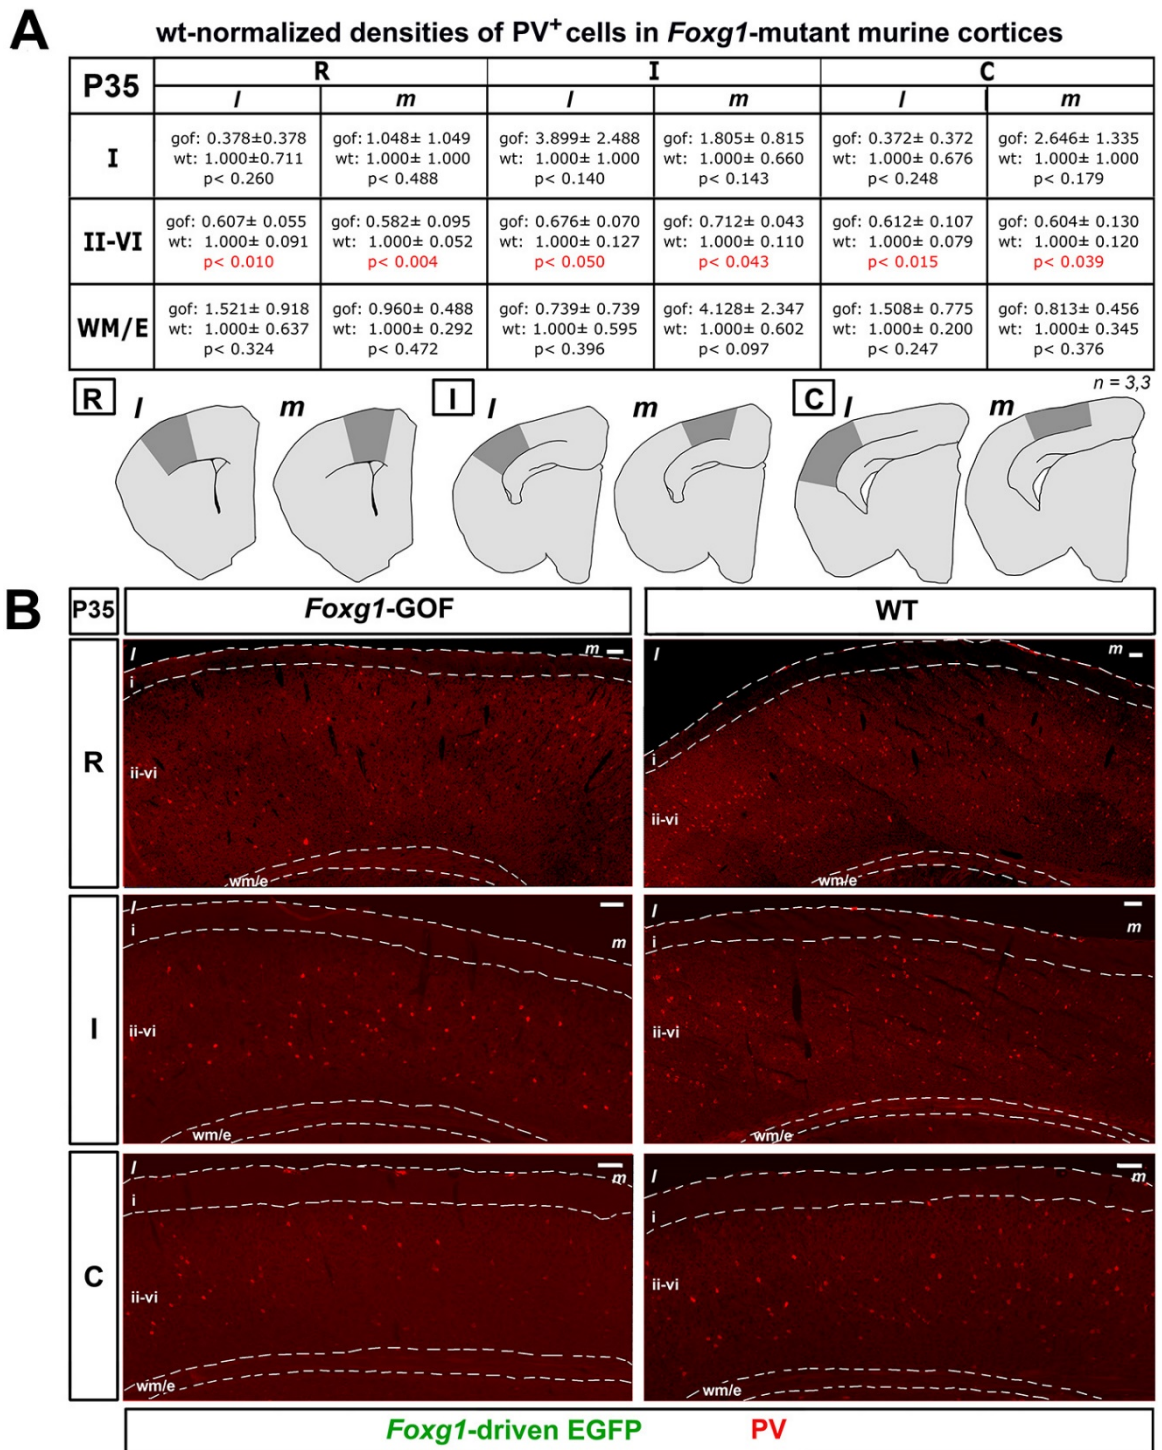 A
wt-normalized densities of PV+ cells in Foxg1-mutant murine cortices
P35
R I C
l m l m l m
I
gof: 0.378±0.378 gof: 1.048± 1.049 gof: 3.899± 2.488 gof: 1.805± 0.815 gof: 0.372± 0.372 gof: 2.646± 1.335
wt: 1.000±0.711 wt: 1.000± 1.000 wt: 1.000± 1.000 wt: 1.000± 0.660 wt: 1.000± 0.676 wt: 1.000± 1.000
p< 0.260 p< 0.488 p< 0.140 p< 0.143 p< 0.248 p< 0.179
II-VI
gof: 0.607± 0.055 gof: 0.582± 0.095 gof: 0.676± 0.070 gof: 0.712± 0.043 gof: 0.612± 0.107 gof: 0.604± 0.130
wt: 1.000± 0.091 wt: 1.000± 0.052 wt: 1.000± 0.127 wt: 1.000± 0.110 wt: 1.000± 0.079 wt: 1.000± 0.120
p< 0.010 p< 0.004 p< 0.050 p< 0.043 p< 0.015 p< 0.039
WM/E
gof: 1.521± 0.918 gof: 0.960± 0.488 gof: 0.739± 0.739 gof: 4.128± 2.347 gof: 1.508± 0.775 gof: 0.813± 0.456
wt: 1.000± 0.637 wt: 1.000± 0.292 wt: 1.000± 0.595 wt: 1.000± 0.602 wt: 1.000± 0.200 wt: 1.000± 0.345
p< 0.324 p< 0.472 p< 0.396 p< 0.097 p< 0.247 p< 0.376
n = 3,3
R l m I l m C l m
B
P35 Foxg1-GOF WT
R
l m l m
i i
ii-vi ii-vi
wm/e wm/e
I
l m l m
i i
ii-vi ii-vi
wm/e wm/e
C
l m l m
i i
ii-vi ii-vi
wm/e wm/e
Foxg1-driven EGFP PV